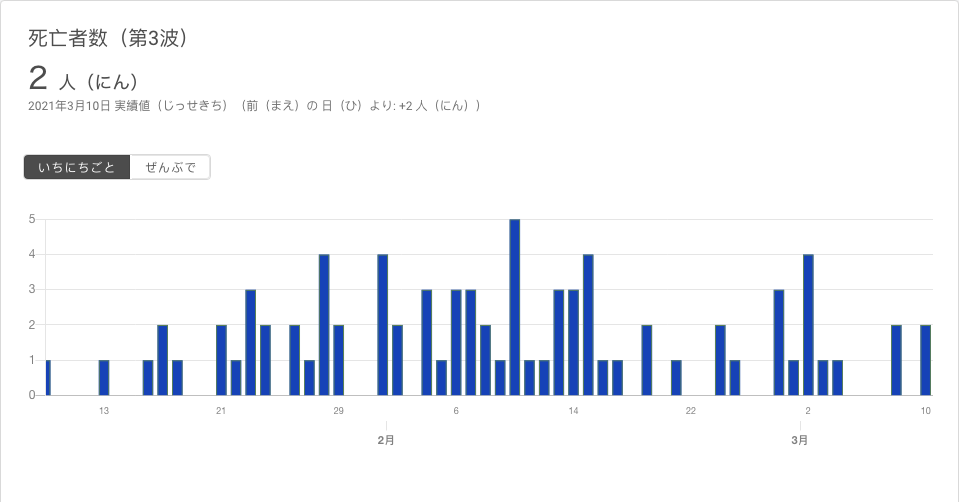 死亡者数（第3波）
2 人（にん）
2021年3月10日 実績値（じっせきち）（前（まえ）の 日（ひ）より: +2 人（にん））
いちにちごと ぜんぶで
5
4
3
2
1
0
13 21 29 6 14 22 2 10
2月 3月